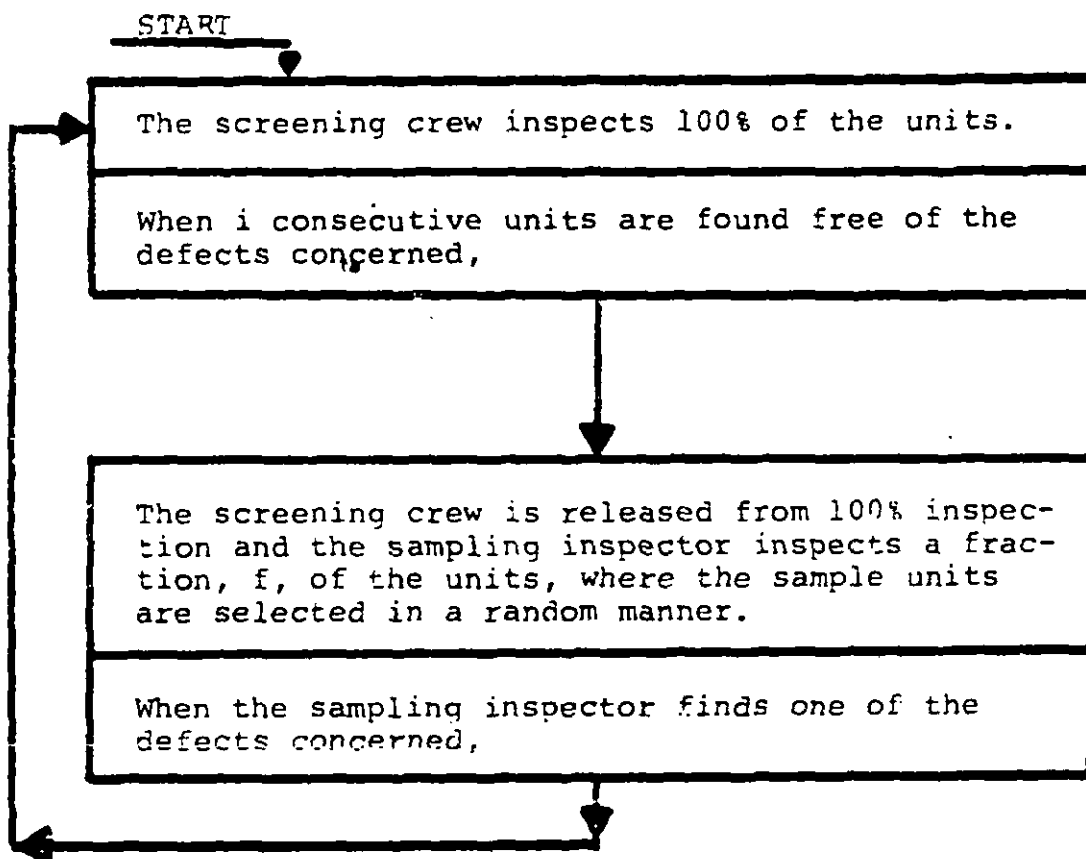 START
The screening crew inspects 100% of the units.
When i consecutive units are found free of the
defects concerned,
The screening crew is released from 100% inspec-
tion and the sampling inspector inspects a frac-
tion, f, of the units, where the sample units
are selected in a random manner.
When the sampling inspector finds one of the
defects concerned,